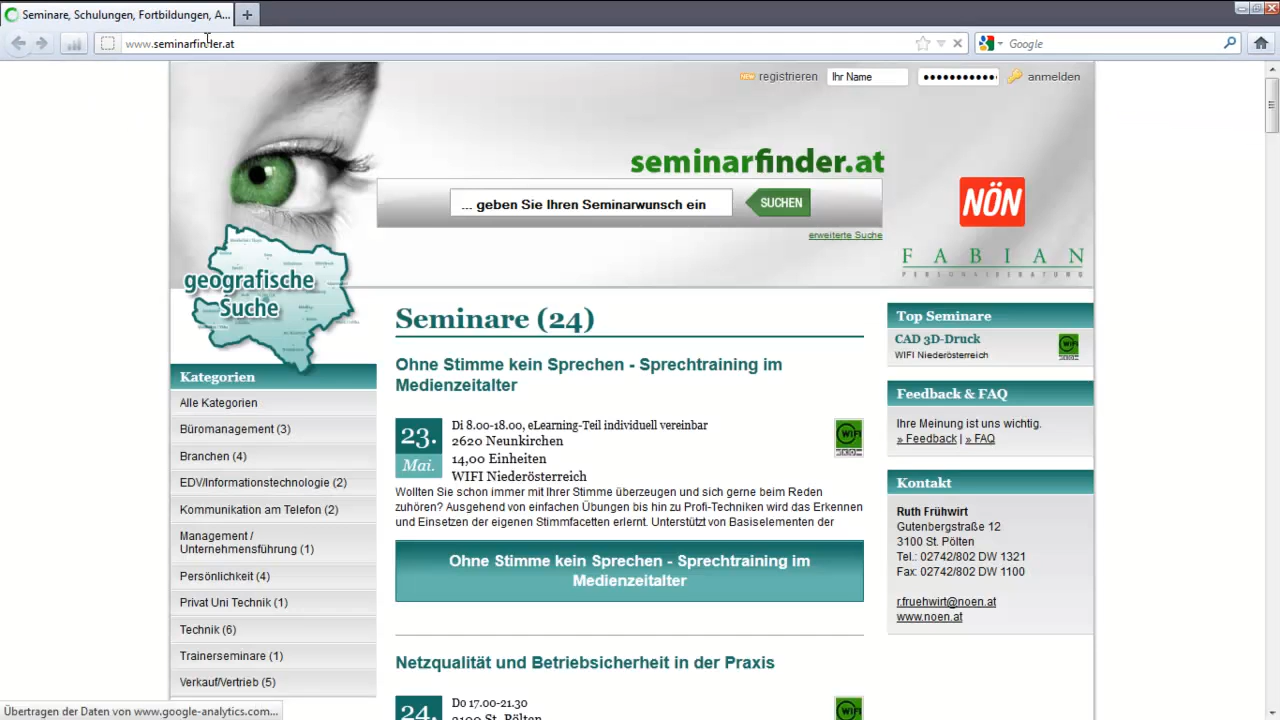 Seminare, Schulungen, Fortbildungen, A...
www.seminarfinder.at
Google
registrieren
Ihr Name
anmelden
seminarfinder.at
... geben Sie Ihren Seminarwunsch ein
SUCHEN
erweiterte Suche
NÖN
FABIAN
PERSONALBERATUNG
geografische
Suche
Kategorien
Alle Kategorien
Büromanagement (3)
Branchen (4)
EDV/Informationstechnologie (2)
Kommunikation am Telefon (2)
Management /
Unternehmensführung (1)
Persönlichkeit (4)
Privat Uni Technik (1)
Technik (6)
Trainerseminare (1)
Verkauf/Vertrieb (5)
Seminare (24)
Ohne Stimme kein Sprechen - Sprechtraining im
Medienzeitalter
23.
Mai.
Di 8.00-18.00, eLearning-Teil individuell vereinbar
2620 Neunkirchen
14,00 Einheiten
WIFI Niederösterreich
WIFI
Wollten Sie schon immer mit Ihrer Stimme überzeugen und sich gerne beim Reden
zuhören? Ausgehend von einfachen Übungen bis hin zu Profi-Techniken wird das Erkennen
und Einsetzen der eigenen Stimmfacetten erlernt. Unterstützt von Basiselementen der
Ohne Stimme kein Sprechen - Sprechtraining im
Medienzeitalter
Netzqualität und Betriebsicherheit in der Praxis
24.
Do 17.00-21.30
3100 St. Pölten
WIFI
Top Seminare
CAD 3D-Druck
WIFI Niederösterreich
Feedback & FAQ
Ihre Meinung ist uns wichtig.
» Feedback | » FAQ
Kontakt
Ruth Frühwirt
Gutenbergstraße 12
3100 St. Pölten
Tel.: 02742/802 DW 1321
Fax: 02742/802 DW 1100
r.fruehwirt@noen.at
www.noen.at
Übertragen der Daten von www.google-analytics.com...